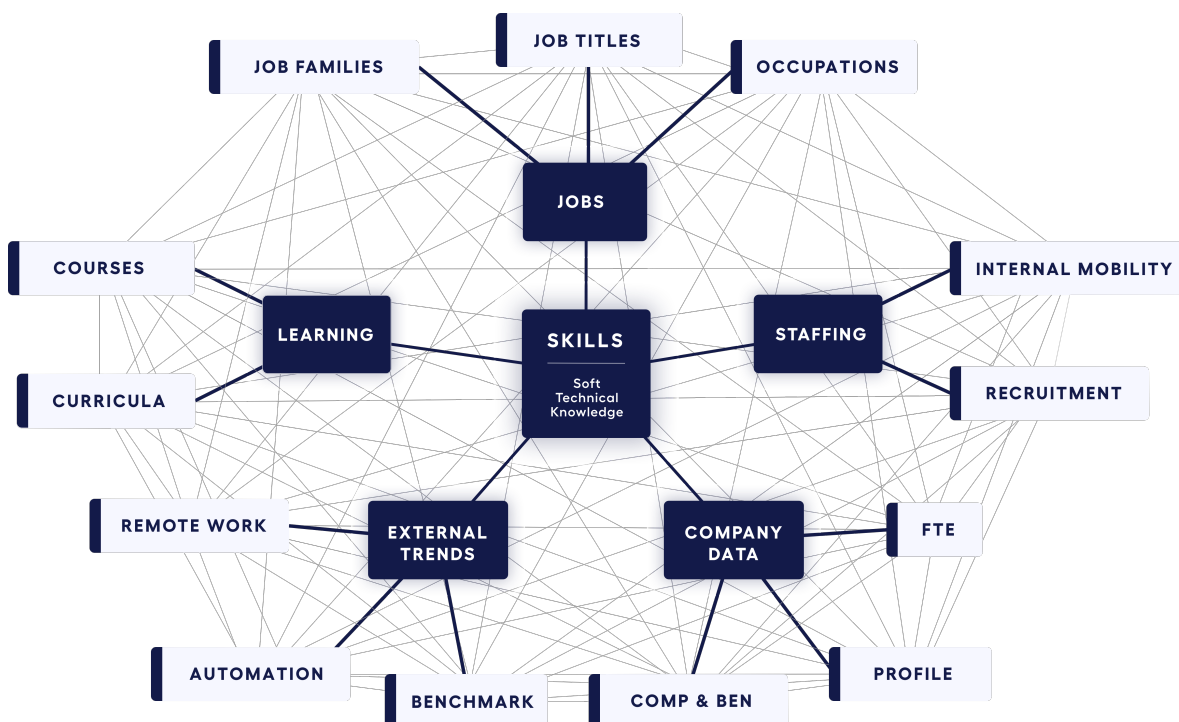 JOB TITLES
JOB FAMILIES
OCCUPATIONS
JOBS
COURSES
INTERNAL MOBILITY
LEARNING
SKILLS
STAFFING
Soft
Technical
Knowledge
CURRICULA
RECRUITMENT
REMOTE WORK
EXTERNAL
TRENDS
COMPANY
DATA
FTE
AUTOMATION
BENCHMARK
COMP & BEN
PROFILE